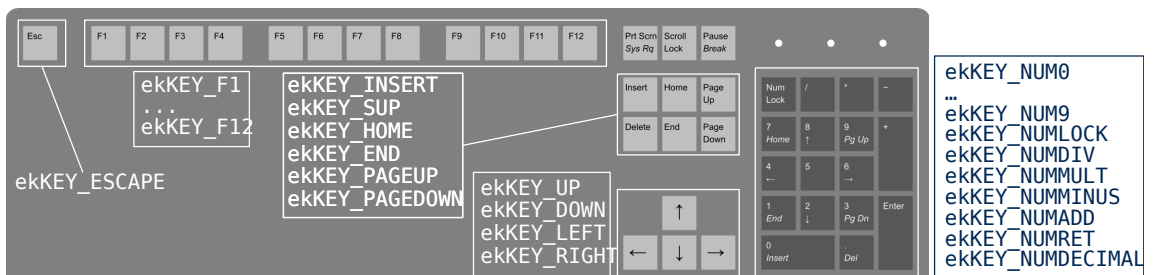 Esc
F1 F2 F3 F4 F5 F6 F7 F8 F9 F10 F11 F12
Prt Scrn Scroll Pause
Sys Rq Lock Break
ekKEY_F1
...
ekKEY_F12
ekKEY_ESCAPE
ekKEY_INSERT
ekKEY_SUP
ekKEY_HOME
ekKEY_END
ekKEY_PAGEUP
ekKEY_PAGEDOWN
ekKEY_UP
ekKEY_DOWN
ekKEY_LEFT
ekKEY_RIGHT
Insert Home Page
Up
Delete End Page
Down
↑
← ↓ →
Num / * −
Lock
7 8 9 +
Home ↑ Pg Up
4 5 6
← →
1 2 3 Enter
End ↓ Pg Dn
0 .
Insert Del
ekKEY_NUM0
…
ekKEY_NUM9
ekKEY_NUMLOCK
ekKEY_NUMDIV
ekKEY_NUMMULT
ekKEY_NUMMINUS
ekKEY_NUMADD
ekKEY_NUMRET
ekKEY_NUMDECIMAL